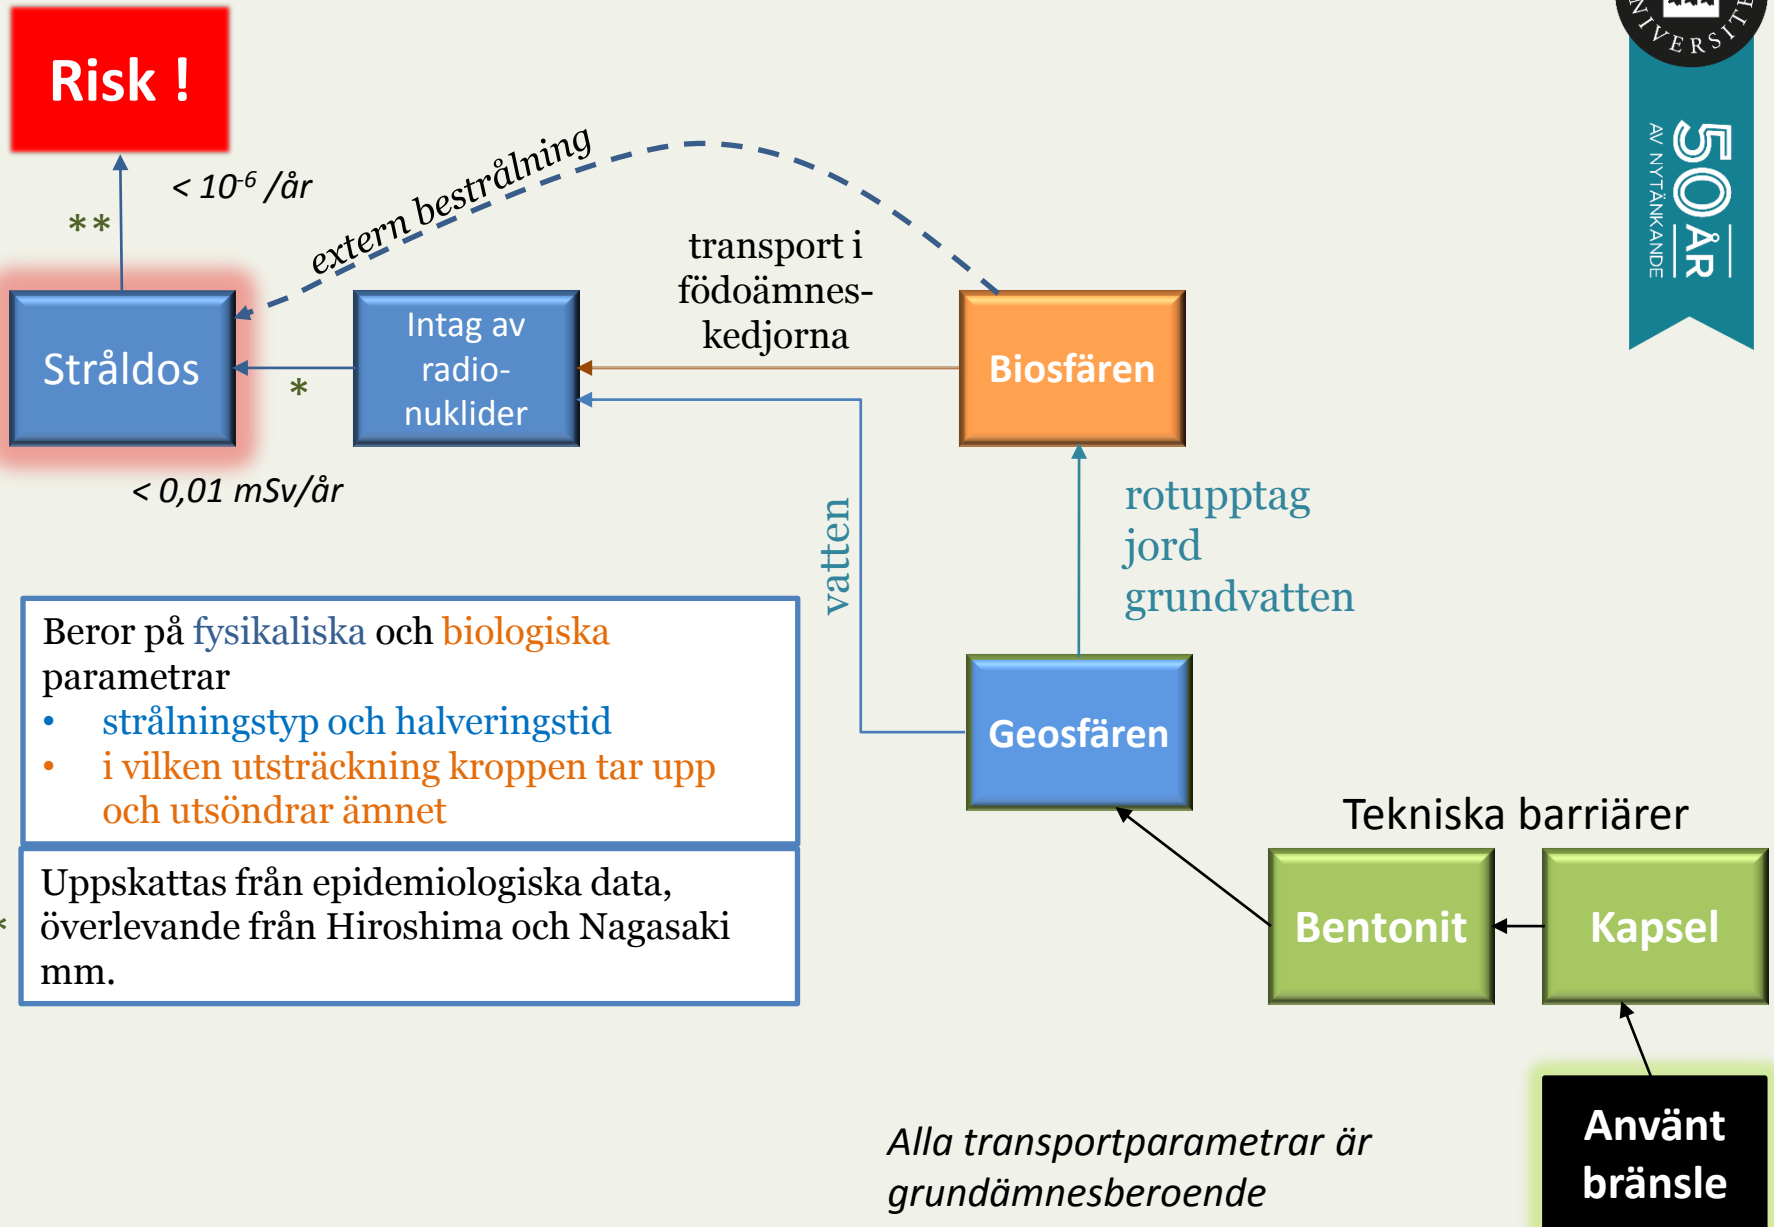 Risk !
< 10⁻⁶ /år
**
extern bestrålning
transport i
födoämnes-
kedjorna
Stråldos
*
Intag av
radio-
nuklider
Biosfären
< 0,01 mSv/år
vatten
rotupptag
jord
grundvatten
Beror på fysikaliska och biologiska
parametrar
• strålningstyp och halveringstid
• i vilken utsträckning kroppen tar upp
och utsöndrar ämnet
Geosfären
Tekniska barriärer
* Uppskattas från epidemiologiska data,
överlevande från Hiroshima och Nagasaki
mm.
Bentonit
Kapsel
Använt
bränsle
Alla transportparametrar är
grundämnesberoende
NIVERSITE
50 ÅR
AV NYTÄNKANDE